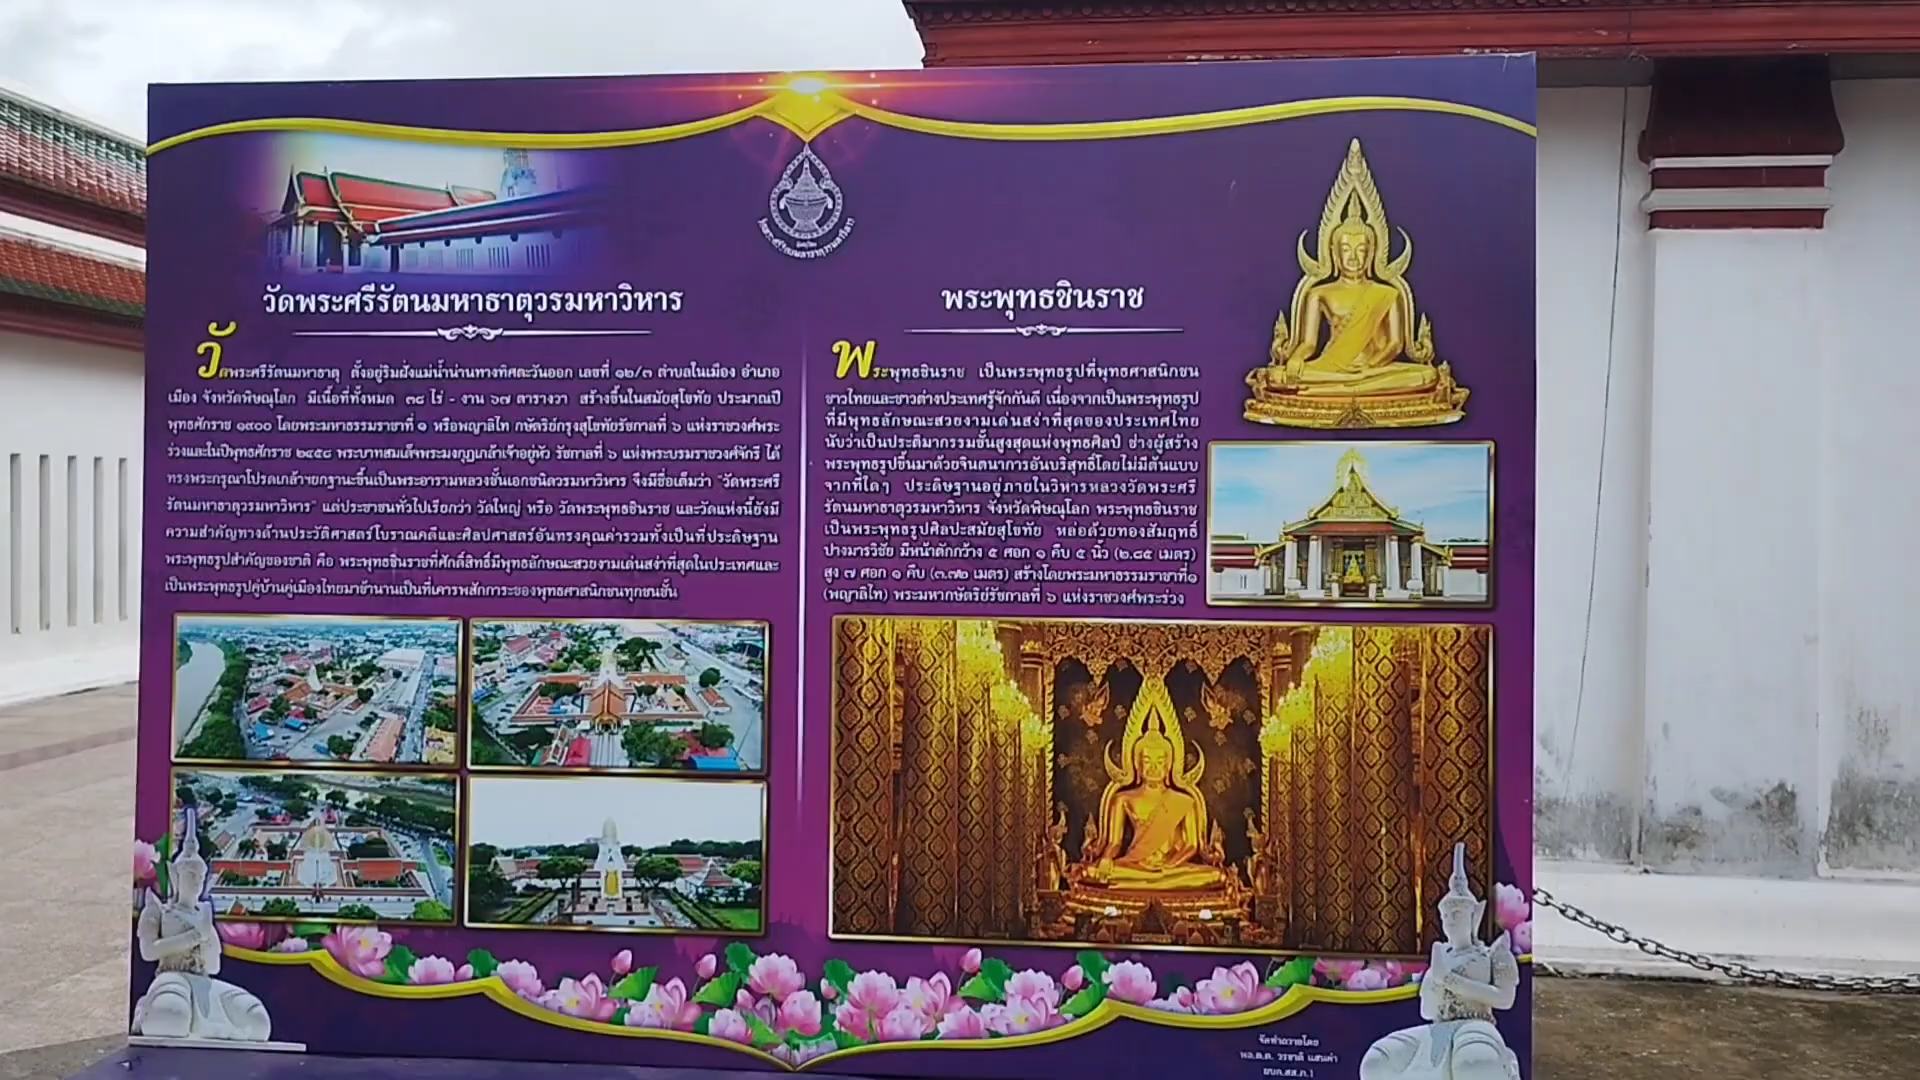 วัดพระศรีรัตนมหาธาตุวรมหาวิหาร
วัดพระศรีรัตนมหาธาตุ ตั้งอยู่ริมฝั่งแม่น้ำน่านทางทิศตะวันออก เลขที่ ๑๒/๓ ตำบลในเมือง อำเภอ
เมือง จังหวัดพิษณุโลก มีเนื้อที่ทั้งหมด ๓๘ ไร่ - งาน ๖๗ ตารางวา สร้างขึ้นในสมัยสุโขทัย ประมาณปี
พุทธศักราช ๑๙๐๐ โดยพระมหาธรรมราชาที่ ๑ หรือพญาลิไท กษัตริย์กรุงสุโขทัยรัชกาลที่ ๖ แห่งราชวงศ์พระ
ร่วงและในปีพุทธศักราช ๒๔๕๘ พระบาทสมเด็จพระมงกุฎเกล้าเจ้าอยู่หัว รัชกาลที่ ๖ แห่งพระบรมราชวงศ์จักรี ได้
ทรงพระกรุณาโปรดเกล้าฯยกฐานะขึ้นเป็นพระอารามหลวงชั้นเอกชนิดวรมหาวิหาร จึงมีชื่อเต็มว่า "วัดพระศรี
รัตนมหาธาตุวรมหาวิหาร" แต่ประชาชนทั่วไปเรียกว่า วัดใหญ่ หรือ วัดพระพุทธชินราช และวัดแห่งนี้ยังมี
ความสำคัญทางด้านประวัติศาสตร์โบราณคดีและศิลปศาสตร์อันทรงคุณค่ารวมทั้งเป็นที่ประดิษฐาน
พระพุทธรูปสำคัญของชาติ คือ พระพุทธชินราชที่ศักดิ์สิทธิ์มีพุทธลักษณะสวยงามเด่นสง่าที่สุดในประเทศและ
เป็นพระพุทธรูปคู่บ้านคู่เมืองไทยมาช้านานเป็นที่เคารพสักการะของพุทธศาสนิกชนทุกชนชั้น
พระพุทธชินราช
พระพุทธชินราช เป็นพระพุทธรูปที่พุทธศาสนิกชน
ชาวไทยและชาวต่างประเทศรู้จักกันดี เนื่องจากเป็นพระพุทธรูป
ที่มีพุทธลักษณะสวยงามเด่นสง่าที่สุดของประเทศไทย
นับว่าเป็นประติมากรรมชั้นสูงสุดแห่งพุทธศิลป์ ช่างผู้สร้าง
พระพุทธรูปขึ้นมาด้วยจินตนาการอันบริสุทธิ์โดยไม่มีต้นแบบ
จากที่ใดๆ ประดิษฐานอยู่ภายในวิหารหลวงวัดพระศรี
รัตนมหาธาตุวรมหาวิหาร จังหวัดพิษณุโลก พระพุทธชินราช
เป็นพระพุทธรูปศิลปะสมัยสุโขทัย หล่อด้วยทองสัมฤทธิ์
ปางมารวิชัย มีหน้าตักกว้าง ๕ ศอก ๑ คืบ ๕ นิ้ว (๒.๘๕ เมตร)
สูง ๗ ศอก ๑ คืบ (๓.๗๒ เมตร) สร้างโดยพระมหาธรรมราชาที่๑
(พญาลิไท) พระมหากษัตริย์รัชกาลที่ ๖ แห่งราชวงศ์พระร่วง
จัดทำถวายโดย
พล.ต.ต. วรชาติ แสนคำ
ผบก.สส.ภ.1